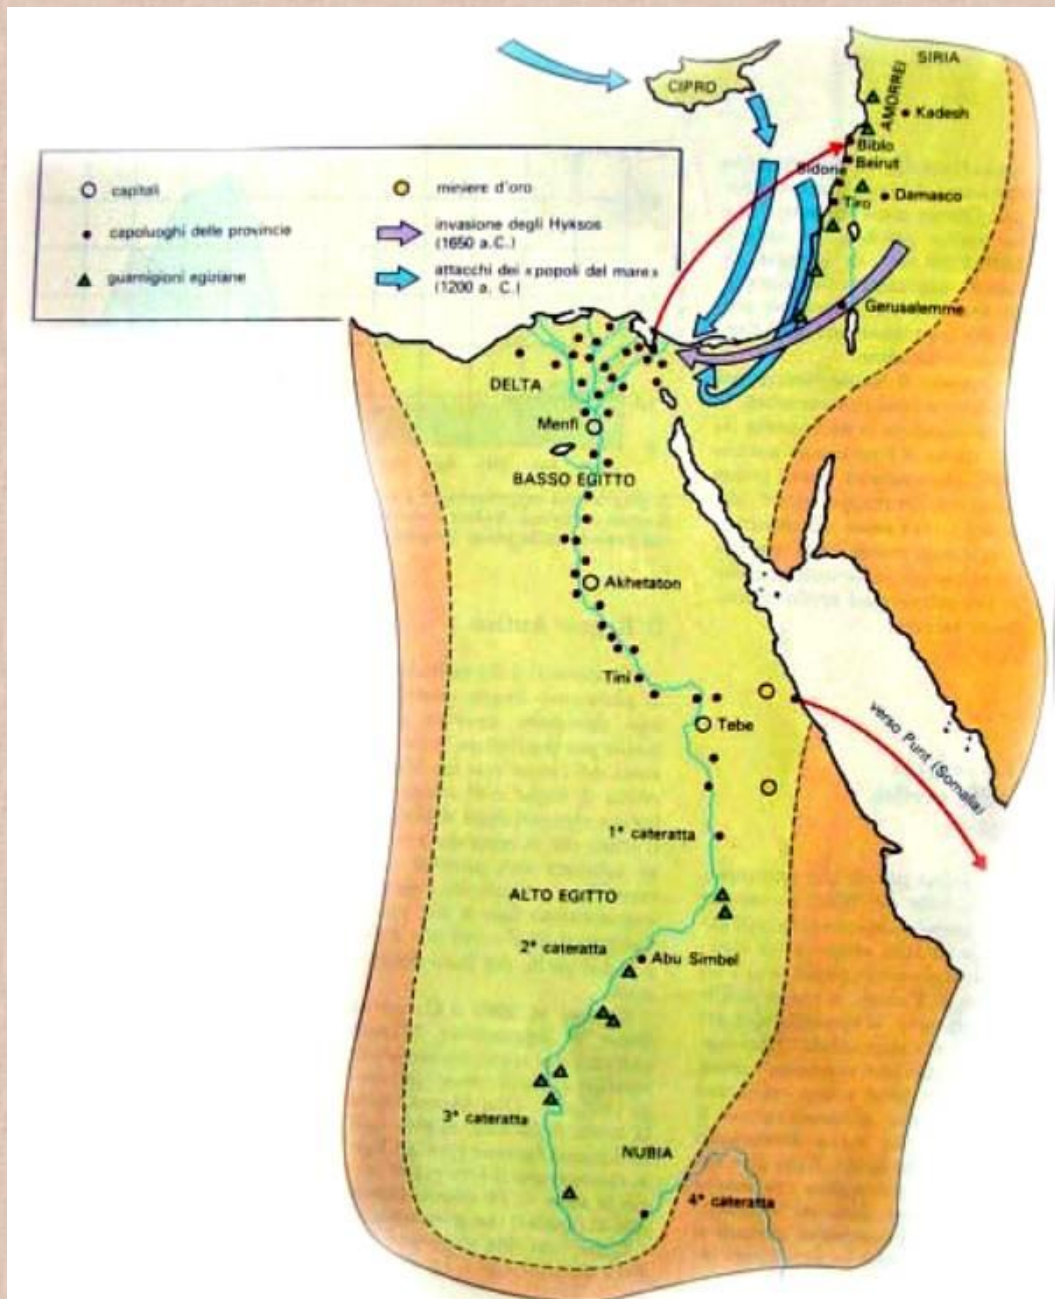 SIRIA
CIPRO
AMORREI
Kadesh
Biblo
Beirut
Sidone
Damasco
Tiro
capitali
miniere d'oro
capoluoghi delle provincie
invasione degli Hyksos
(1650 a.C.)
guarnigioni egiziane
attacchi dei «popoli del mare»
(1200 a. C.)
Gerusalemme
DELTA
Menfi
BASSO EGITTO
Akhetaton
Tini
Tebe
verso Punt (Somalia)
1ª cateratta
ALTO EGITTO
2ª cateratta
Abu Simbel
3ª cateratta
NUBIA
4ª cateratta